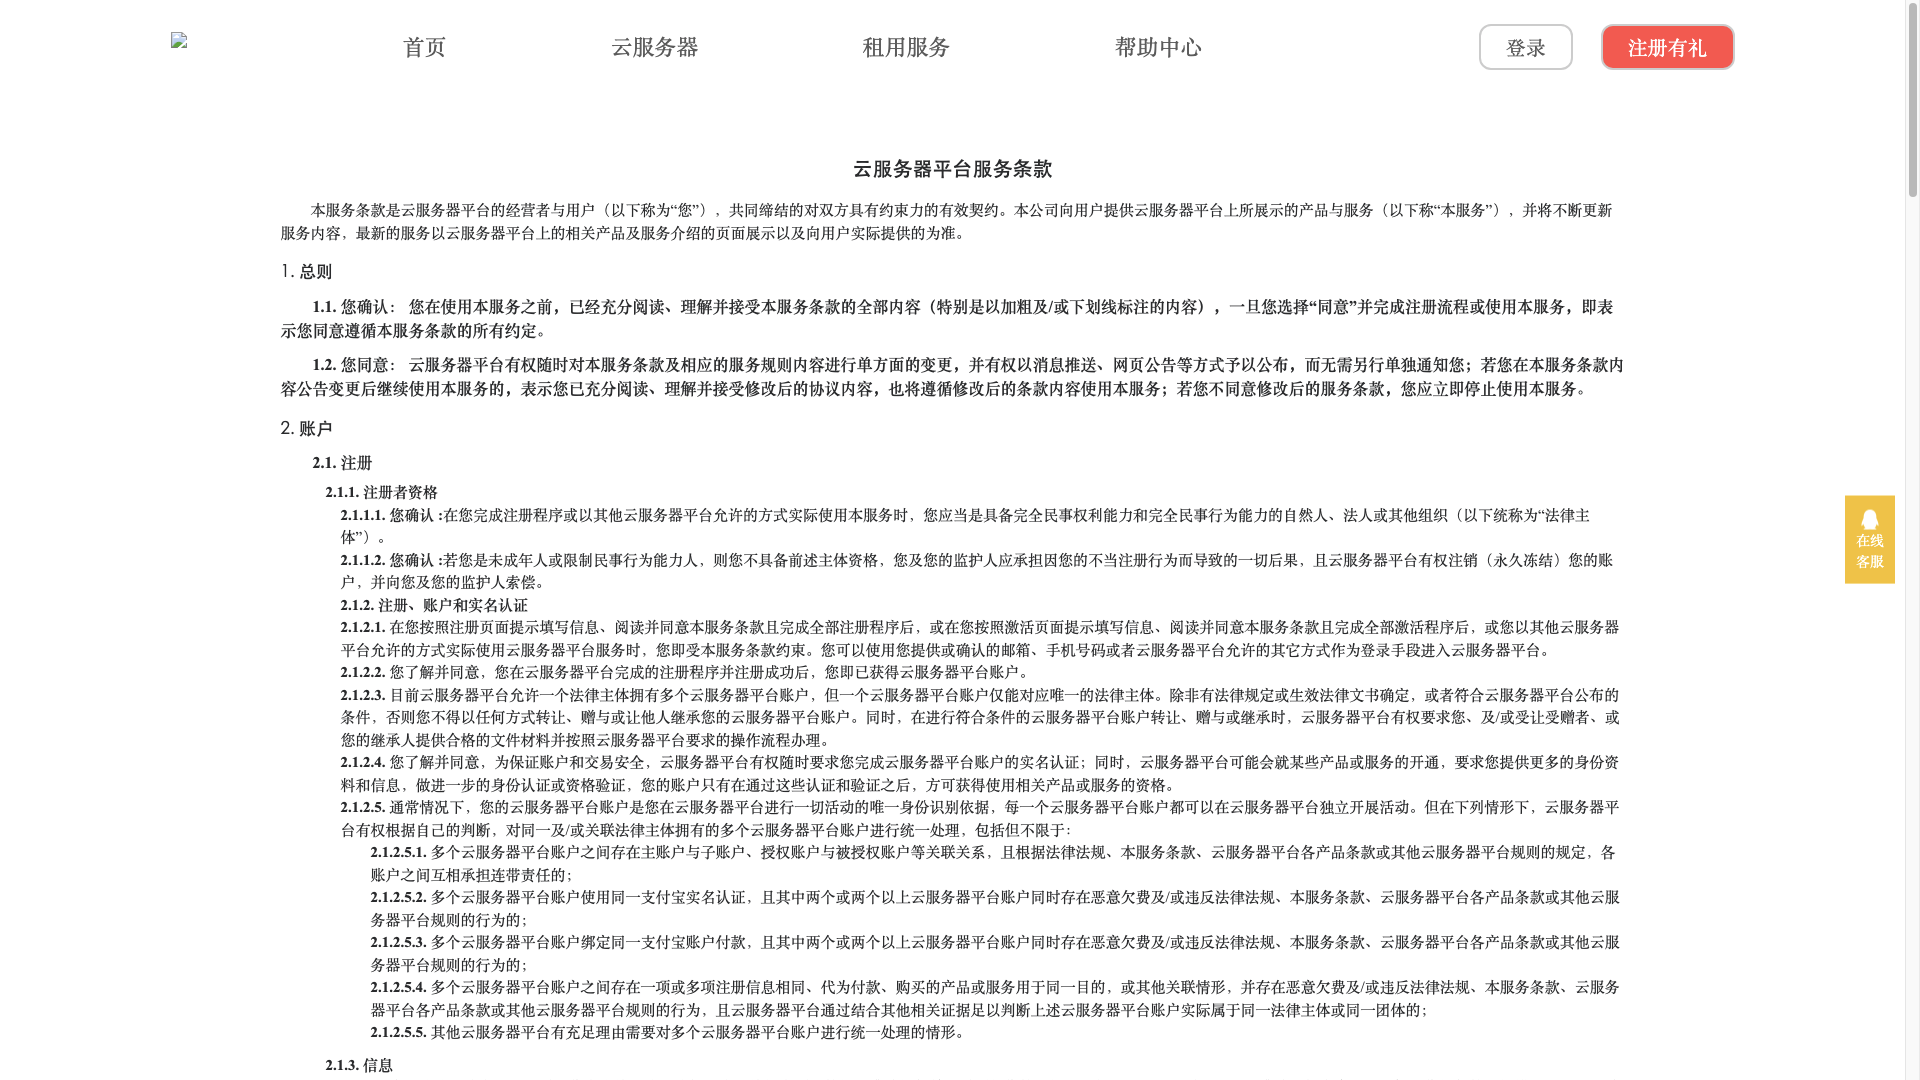 首页
云服务器
租用服务
帮助中心
登录
注册有礼
云服务器平台服务条款
本服务条款是云服务器平台的经营者与用户（以下称为“您”），共同缔结的对双方具有约束力的有效契约。本公司向用户提供云服务器平台上所展示的产品与服务（以下称“本服务”），并将不断更新
服务内容，最新的服务以云服务器平台上的相关产品及服务介绍的页面展示以及向用户实际提供的为准。
1. 总则
1.1. 您确认： 您在使用本服务之前，已经充分阅读、理解并接受本服务条款的全部内容（特别是以加粗及/或下划线标注的内容），一旦您选择“同意”并完成注册流程或使用本服务，即表
示您同意遵循本服务条款的所有约定。
1.2. 您同意： 云服务器平台有权随时对本服务条款及相应的服务规则内容进行单方面的变更，并有权以消息推送、网页公告等方式予以公布，而无需另行单独通知您；若您在本服务条款内
容公告变更后继续使用本服务的，表示您已充分阅读、理解并接受修改后的协议内容，也将遵循修改后的条款内容使用本服务；若您不同意修改后的服务条款，您应立即停止使用本服务。
2. 账户
2.1. 注册
2.1.1. 注册者资格
2.1.1.1. 您确认 :在您完成注册程序或以其他云服务器平台允许的方式实际使用本服务时，您应当是具备完全民事权利能力和完全民事行为能力的自然人、法人或其他组织（以下统称为“法律主
体”）。
2.1.1.2. 您确认 :若您是未成年人或限制民事行为能力人，则您不具备前述主体资格，您及您的监护人应承担因您的不当注册行为而导致的一切后果，且云服务器平台有权注销（永久冻结）您的账
户，并向您及您的监护人索偿。
2.1.2. 注册、账户和实名认证
2.1.2.1. 在您按照注册页面提示填写信息、阅读并同意本服务条款且完成全部注册程序后，或在您按照激活页面提示填写信息、阅读并同意本服务条款且完成全部激活程序后，或您以其他云服务器
平台允许的方式实际使用云服务器平台服务时，您即受本服务条款约束。您可以使用您提供或确认的邮箱、手机号码或者云服务器平台允许的其它方式作为登录手段进入云服务器平台。
2.1.2.2. 您了解并同意，您在云服务器平台完成的注册程序并注册成功后，您即已获得云服务器平台账户。
2.1.2.3. 目前云服务器平台允许一个法律主体拥有多个云服务器平台账户，但一个云服务器平台账户仅能对应唯一的法律主体。除非有法律规定或生效法律文书确定，或者符合云服务器平台公布的
条件，否则您不得以任何方式转让、赠与或让他人继承您的云服务器平台账户。同时，在进行符合条件的云服务器平台账户转让、赠与或继承时，云服务器平台有权要求您、及/或受让受赠者、或
您的继承人提供合格的文件材料并按照云服务器平台要求的操作流程办理。
2.1.2.4. 您了解并同意，为保证账户和交易安全，云服务器平台有权随时要求您完成云服务器平台账户的实名认证；同时，云服务器平台可能会就某些产品或服务的开通，要求您提供更多的身份资
料和信息，做进一步的身份认证或资格验证，您的账户只有在通过这些认证和验证之后，方可获得使用相关产品或服务的资格。
2.1.2.5. 通常情况下，您的云服务器平台账户是您在云服务器平台进行一切活动的唯一身份识别依据，每一个云服务器平台账户都可以在云服务器平台独立开展活动。但在下列情形下，云服务器平
台有权根据自己的判断，对同一及/或关联法律主体拥有的多个云服务器平台账户进行统一处理，包括但不限于：
2.1.2.5.1. 多个云服务器平台账户之间存在主账户与子账户、授权账户与被授权账户等关联关系，且根据法律法规、本服务条款、云服务器平台各产品条款或其他云服务器平台规则的规定，各
账户之间互相承担连带责任的；
2.1.2.5.2. 多个云服务器平台账户使用同一支付宝实名认证，且其中两个或两个以上云服务器平台账户同时存在恶意欠费及/或违反法律法规、本服务条款、云服务器平台各产品条款或其他云服
务器平台规则的行为的；
2.1.2.5.3. 多个云服务器平台账户绑定同一支付宝账户付款，且其中两个或两个以上云服务器平台账户同时存在恶意欠费及/或违反法律法规、本服务条款、云服务器平台各产品条款或其他云服
务器平台规则的行为的；
2.1.2.5.4. 多个云服务器平台账户之间存在一项或多项注册信息相同、代为付款、购买的产品或服务用于同一目的，或其他关联情形，并存在恶意欠费及/或违反法律法规、本服务条款、云服务
器平台各产品条款或其他云服务器平台规则的行为，且云服务器平台通过结合其他相关证据足以判断上述云服务器平台账户实际属于同一法律主体或同一团体的；
2.1.2.5.5. 其他云服务器平台有充足理由需要对多个云服务器平台账户进行统一处理的情形。
2.1.3. 信息
在线
客服